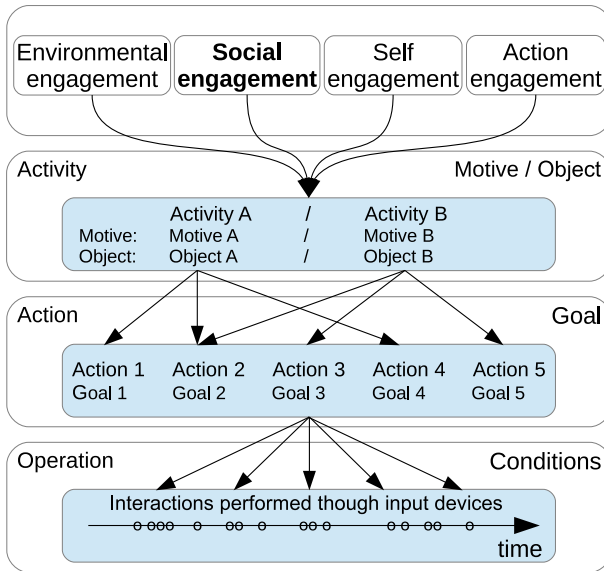 Environmental engagement
Social engagement
Self engagement
Action engagement
Activity Motive / Object
Activity A / Activity B
Motive: Motive A / Motive B
Object: Object A / Object B
Action Goal
Action 1 Action 2 Action 3 Action 4 Action 5
Goal 1 Goal 2 Goal 3 Goal 4 Goal 5
Operation Conditions
Interactions performed though input devices
time